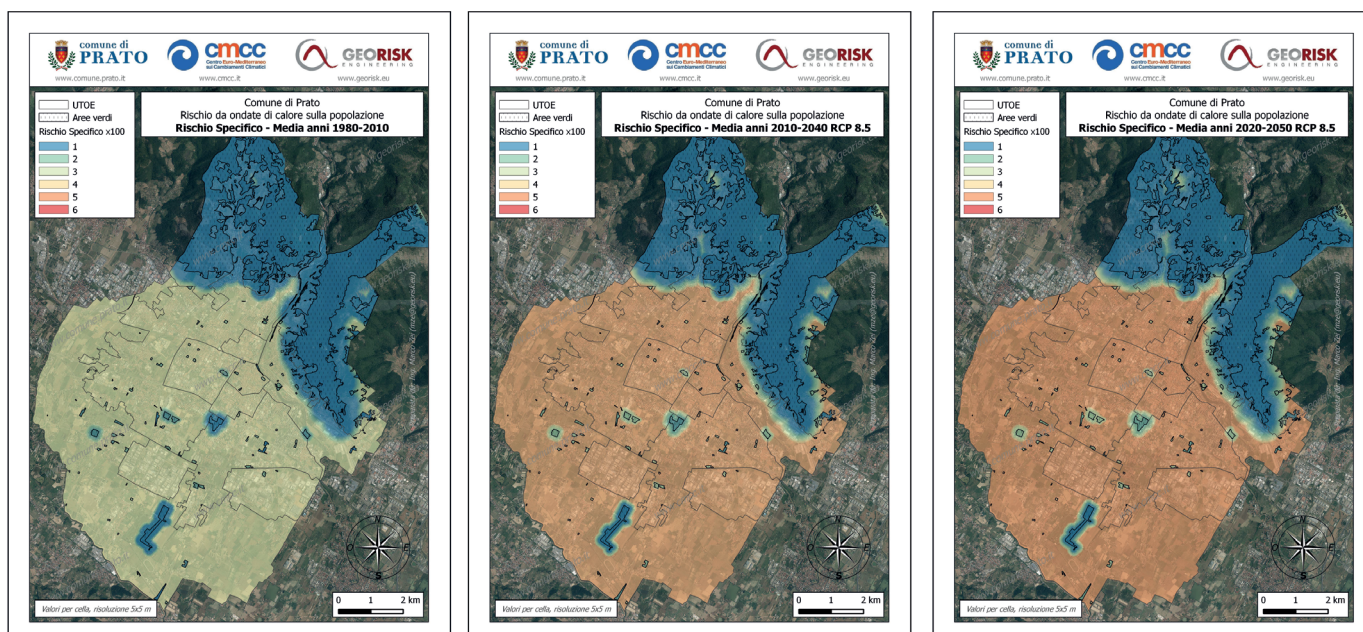 comune di
PRATO
www.comune.prato.it
cmcc
Centro Euro-Mediterraneo
sui Cambiamenti Climatici
www.cmcc.it
GEORISK
ENGINEERING
www.georisk.eu
UTOE
Aree verdi
Rischio Specifico x100
1
2
3
4
5
6
Comune di Prato
Rischio da ondate di calore sulla popolazione
Rischio Specifico - Media anni 1980-2010
N
O
E
S
Valori per cella, risoluzione 5x5 m
0 1 2 km
comune di
PRATO
www.comune.prato.it
cmcc
Centro Euro-Mediterraneo
sui Cambiamenti Climatici
www.cmcc.it
GEORISK
ENGINEERING
www.georisk.eu
UTOE
Aree verdi
Rischio Specifico x100
1
2
3
4
5
6
Comune di Prato
Rischio da ondate di calore sulla popolazione
Rischio Specifico - Media anni 2010-2040 RCP 8.5
N
O
E
S
Valori per cella, risoluzione 5x5 m
0 1 2 km
comune di
PRATO
www.comune.prato.it
cmcc
Centro Euro-Mediterraneo
sui Cambiamenti Climatici
www.cmcc.it
GEORISK
ENGINEERING
www.georisk.eu
UTOE
Aree verdi
Rischio Specifico x100
1
2
3
4
5
6
Comune di Prato
Rischio da ondate di calore sulla popolazione
Rischio Specifico - Media anni 2020-2050 RCP 8.5
N
O
E
S
Valori per cella, risoluzione 5x5 m
0 1 2 km